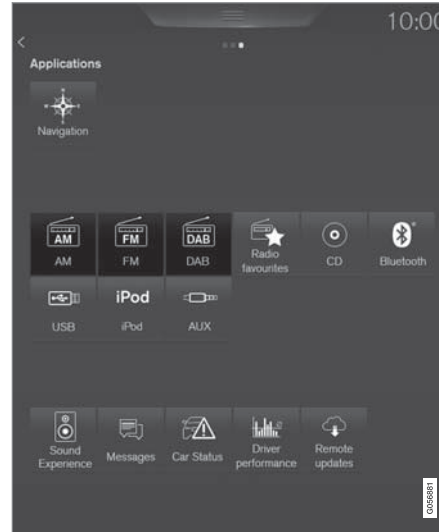 10:00
Applications
Navigation
AM
FM
DAB
AM
FM
DAB
Radio
favourites
CD
Bluetooth
iPod
USB
iPod
AUX
Sound
Experience
Messages
Car Status
Driver
performance
Remote
updates
G056881